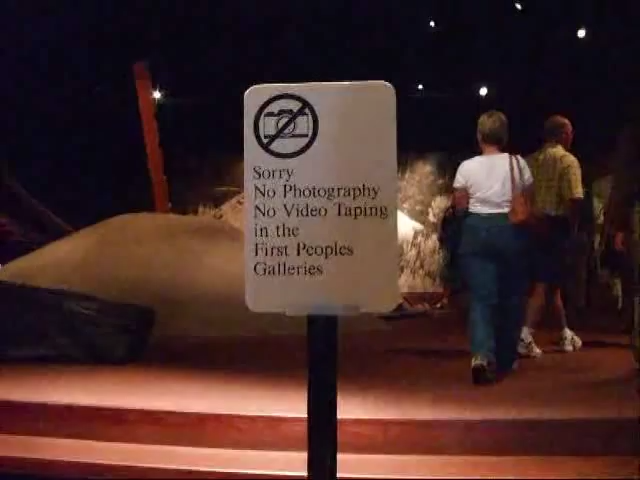 Sorry
No Photography
No Video Taping
in the
First Peoples
Galleries